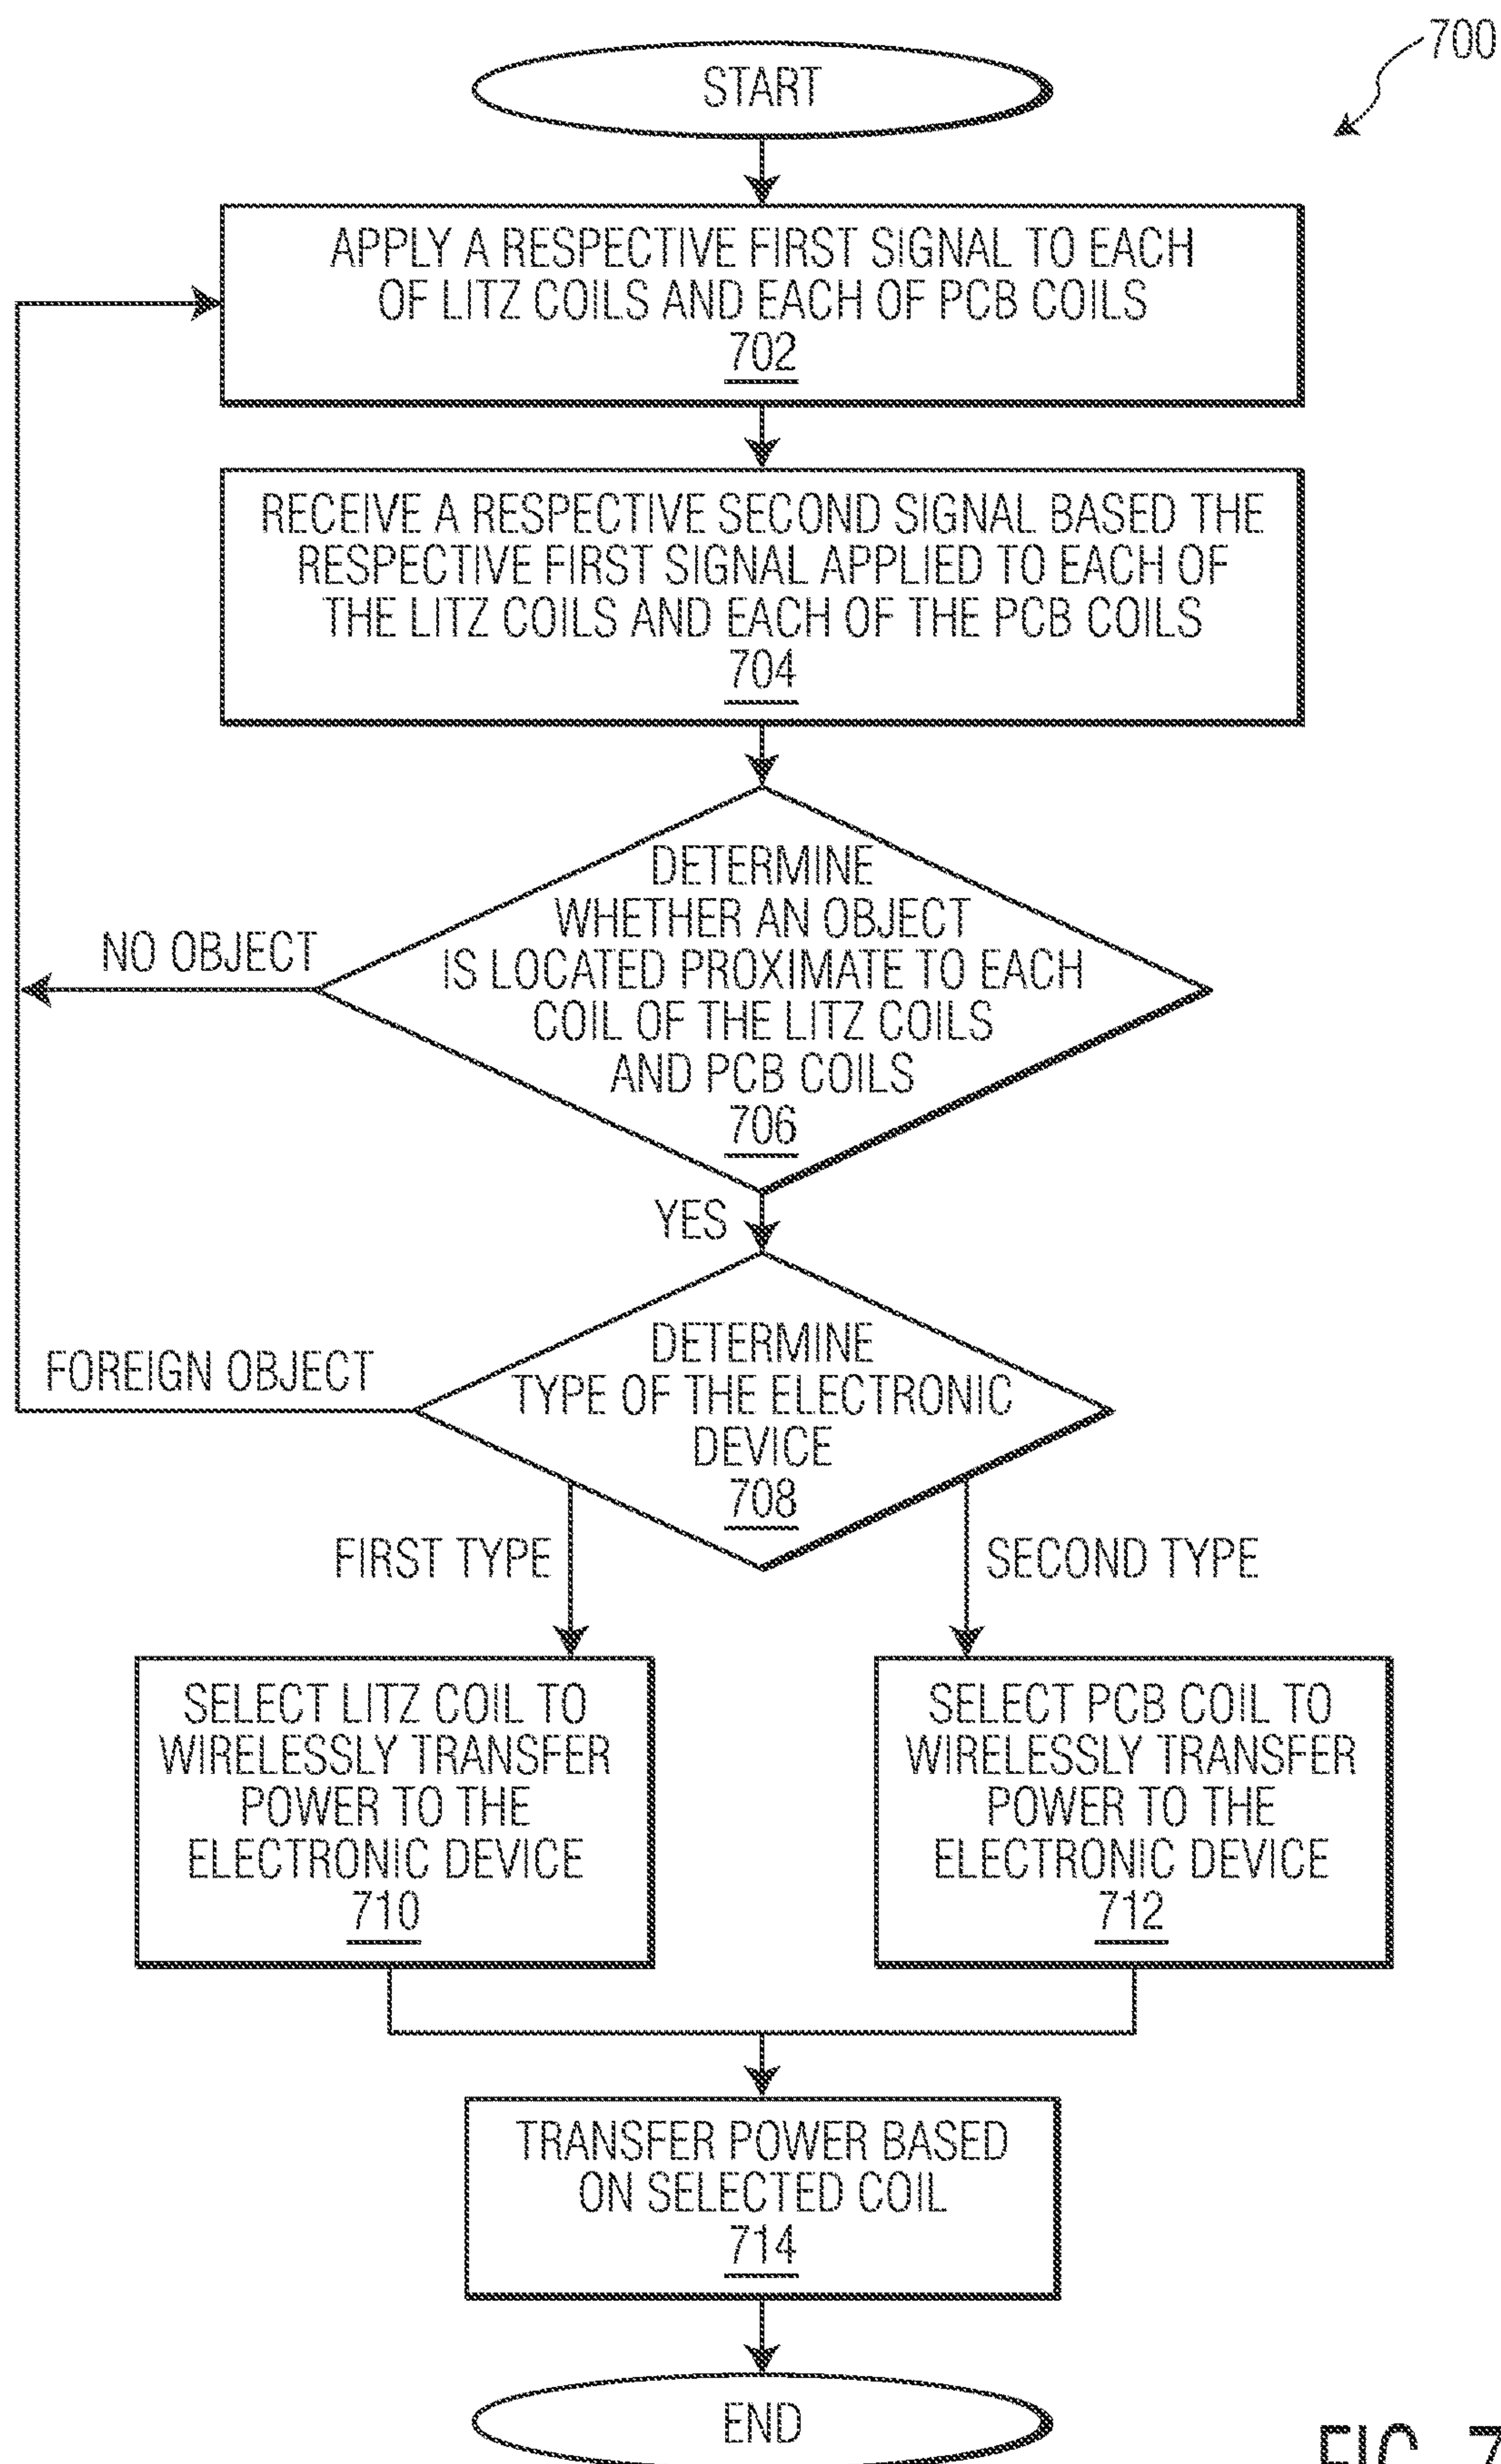 700
START
APPLY A RESPECTIVE FIRST SIGNAL TO EACH
OF LITZ COILS AND EACH OF PCB COILS
702
RECEIVE A RESPECTIVE SECOND SIGNAL BASED THE
RESPECTIVE FIRST SIGNAL APPLIED TO EACH OF
THE LITZ COILS AND EACH OF THE PCB COILS
704
DETERMINE
WHETHER AN OBJECT
IS LOCATED PROXIMATE TO EACH
COIL OF THE LITZ COILS
AND PCB COILS
706
NO OBJECT
YES
DETERMINE
TYPE OF THE ELECTRONIC
DEVICE
708
FOREIGN OBJECT
FIRST TYPE
SECOND TYPE
SELECT LITZ COIL TO
WIRELESSLY TRANSFER
POWER TO THE
ELECTRONIC DEVICE
710
SELECT PCB COIL TO
WIRELESSLY TRANSFER
POWER TO THE
ELECTRONIC DEVICE
712
TRANSFER POWER BASED
ON SELECTED COIL
714
END
FIG. 7